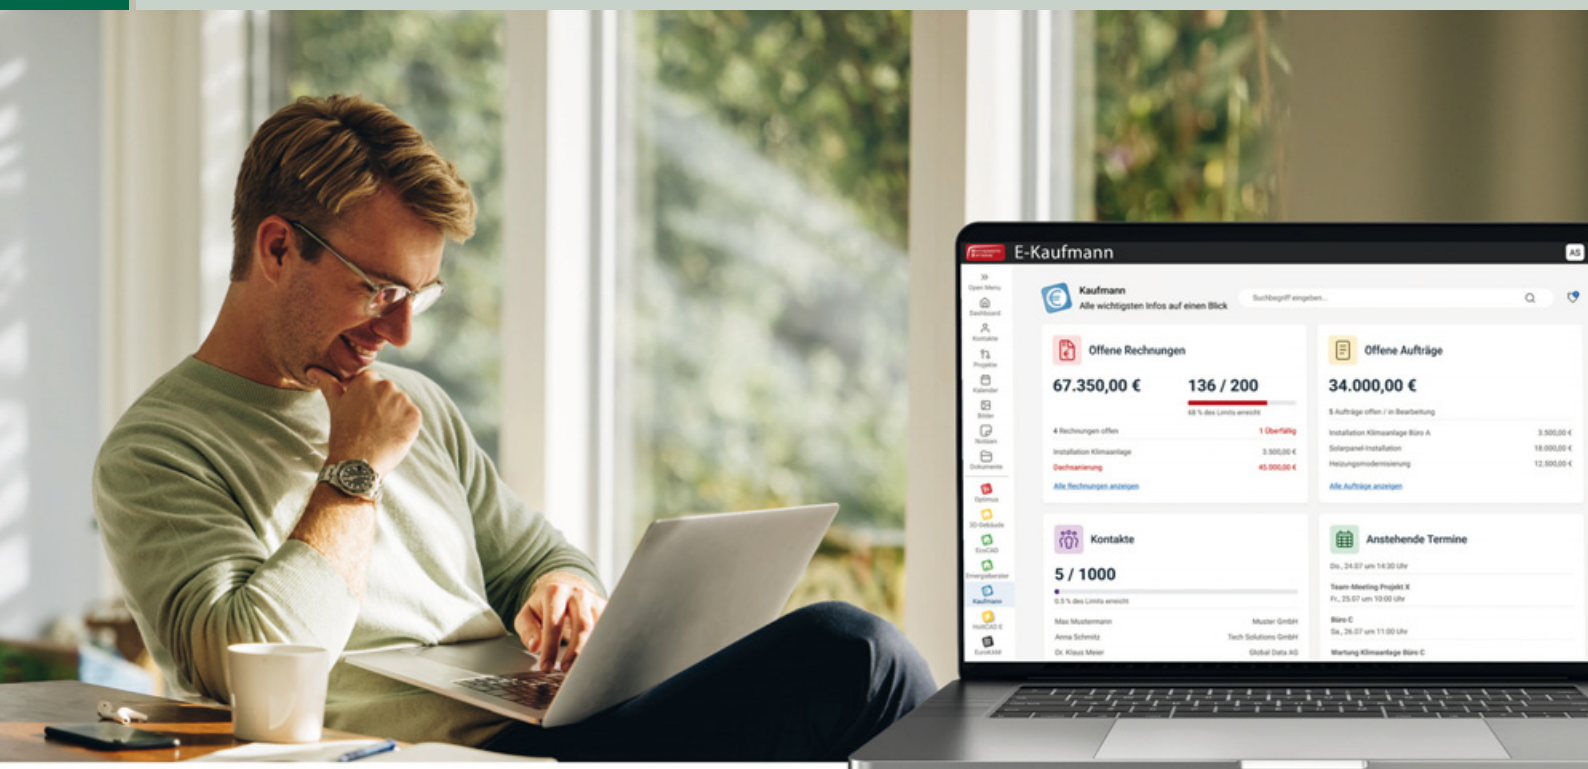 E-Kaufmann
AS
Open Menu
Dashboard
Kontakte
Projekte
Kalender
Bilder
Notizen
Dokumente
Optimus
3D-Gebäude
EcoCAD
Energieberater
Kaufmann
HottCAD E
Kaufmann
Alle wichtigsten Infos auf einen Blick
Suchbegriff eingeben...
Offene Rechnungen
67.350,00 €
136 / 200
68 % des Limits erreicht
4 Rechnungen offen
1 Überfällig
Installation Klimaanlage
3.500,00 €
Dachsanierung
45.000,00 €
Alle Rechnungen anzeigen
Offene Aufträge
34.000,00 €
5 Aufträge offen / in Bearbeitung
Installation Klimaanlage Büro A
3.500,00 €
Solarpanel-Installation
18.000,00 €
Heizungsmodernisierung
12.500,00 €
Alle Aufträge anzeigen
Kontakte
5 / 1000
0.5 % des Limits erreicht
Max Mustermann
Muster GmbH
Anna Schmitz
Tech Solutions GmbH
Dr. Klaus Meier
Global Data AG
Anstehende Termine
Do., 24.07 um 14:30 Uhr
Team-Meeting Projekt X
Fr., 25.07 um 10:00 Uhr
Büro C
Sa., 26.07 um 11:00 Uhr
Wartung Klimaanlage Büro C